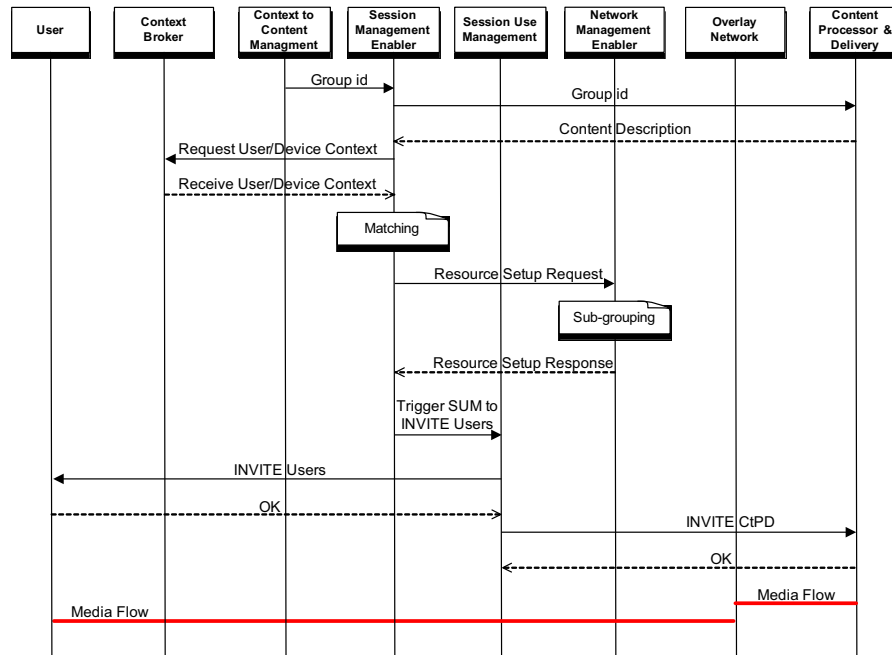 User
Context
Broker
Context to
Content
Managment
Session
Management
Enabler
Session Use
Management
Network
Management
Enabler
Overlay
Network
Content
Processor &
Delivery
Group id
Group id
Content Description
Request User/Device Context
Receive User/Device Context
Matching
Resource Setup Request
Sub-grouping
Resource Setup Response
Trigger SUM to
INVITE Users
INVITE Users
OK
INVITE CtPD
OK
Media Flow
Media Flow